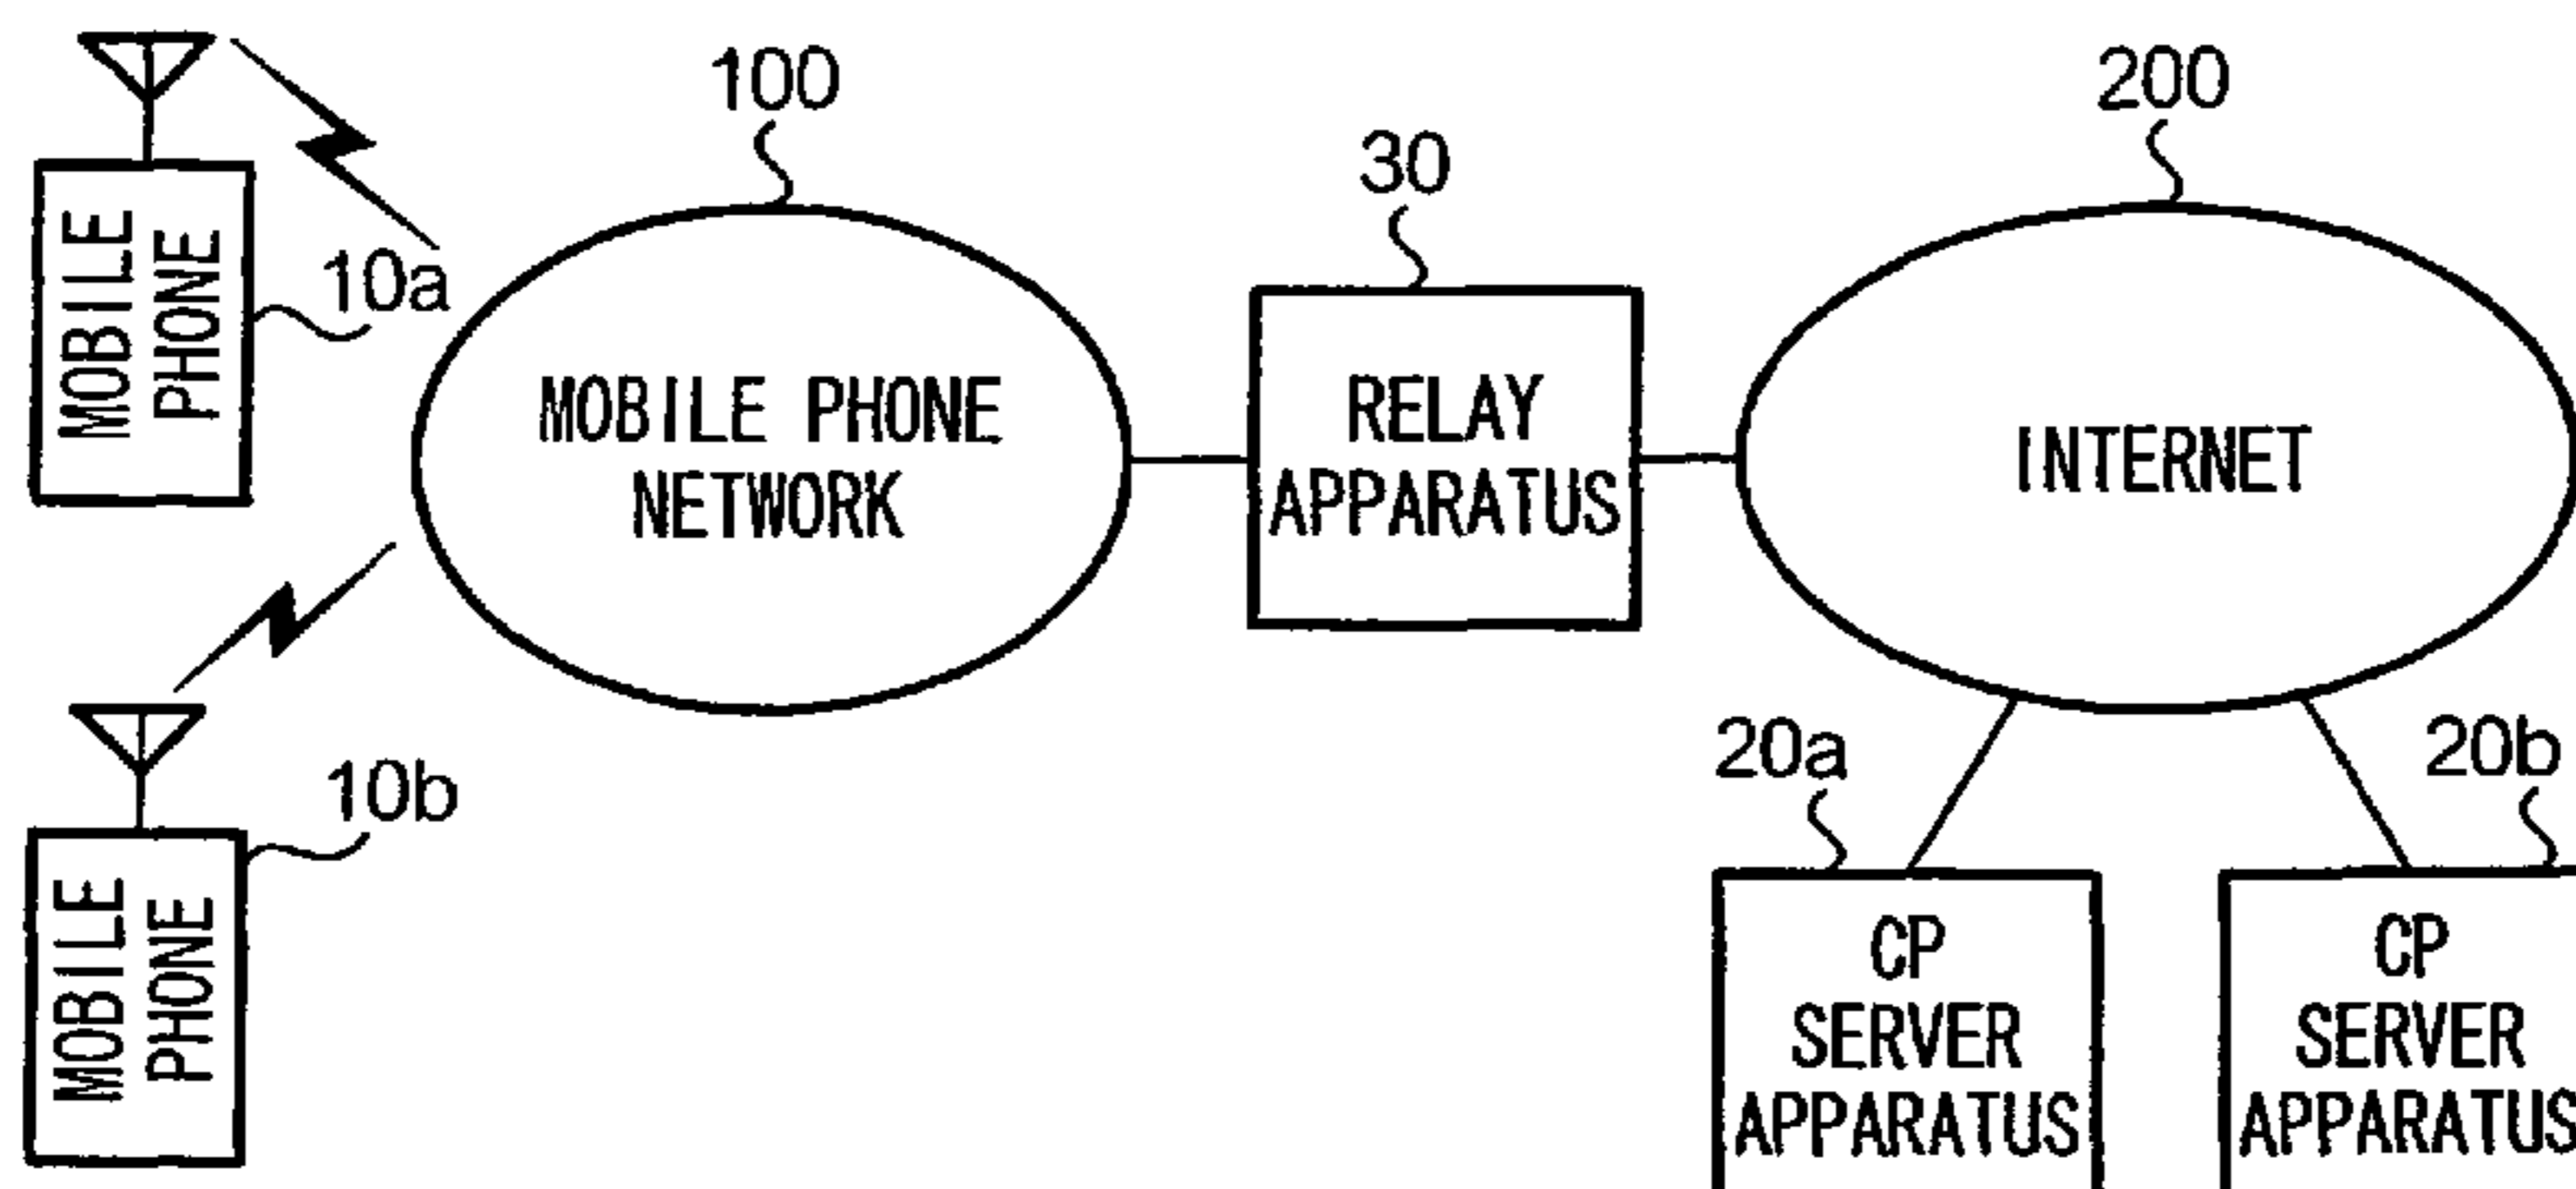 100
200
30
MOBILE
PHONE
10a
MOBILE PHONE
NETWORK
RELAY
APPARATUS
INTERNET
20a
20b
10b
MOBILE
PHONE
CP
SERVER
APPARATUS
CP
SERVER
APPARATUS